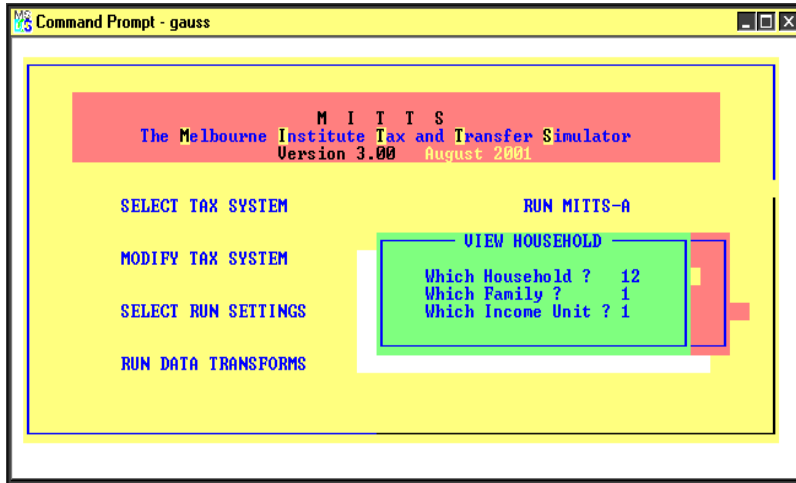 Command Prompt - gauss
M I T T S
The Melbourne Institute Tax and Transfer Simulator
Version 3.00 August 2001
SELECT TAX SYSTEM
RUN MITTS-A
VIEW HOUSEHOLD
MODIFY TAX SYSTEM
Which Household ? 12
Which Family ? 1
SELECT RUN SETTINGS
Which Income Unit ? 1
RUN DATA TRANSFORMS